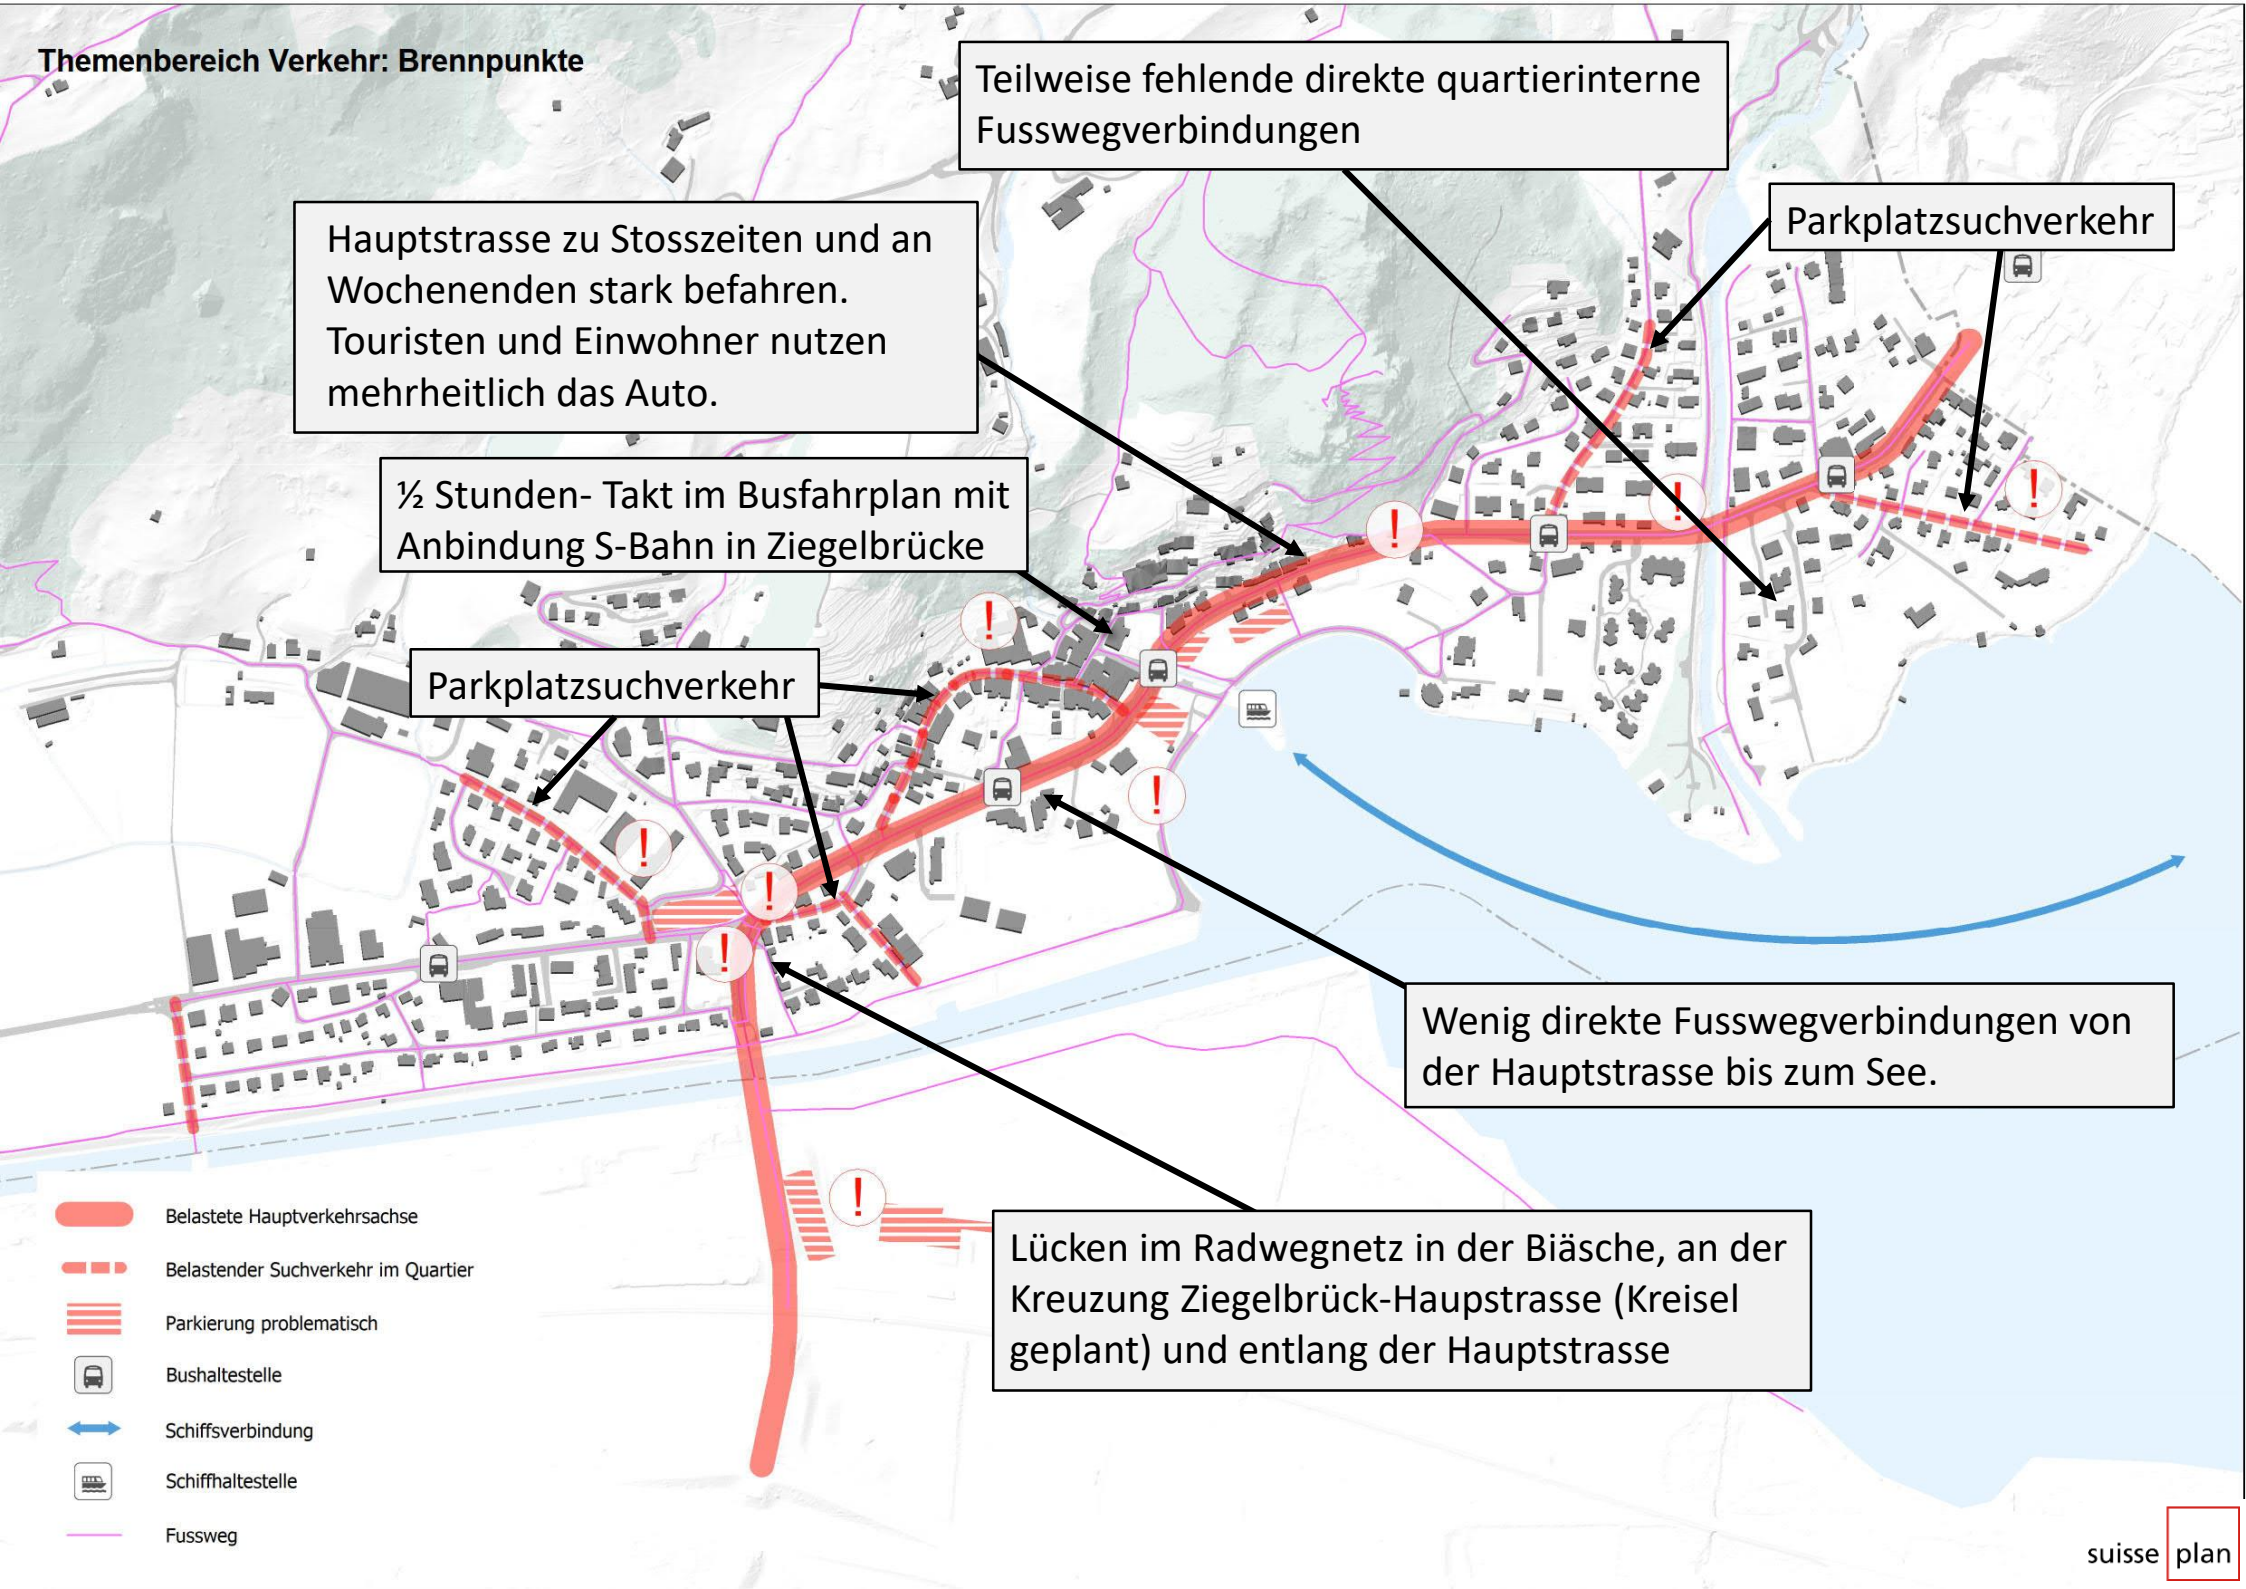 Themenbereich Verkehr: Brennpunkte
Teilweise fehlende direkte quartierinterne
Fusswegverbindungen
Parkplatzsuchverkehr
Hauptstrasse zu Stosszeiten und an
Wochenenden stark befahren.
Touristen und Einwohner nutzen
mehrheitlich das Auto.
½ Stunden- Takt im Busfahrplan mit
Anbindung S-Bahn in Ziegelbrücke
Parkplatzsuchverkehr
!
!
!
!
!
!
!
!
!
Wenig direkte Fusswegverbindungen von
der Hauptstrasse bis zum See.
Lücken im Radwegnetz in der Biäsche, an der
Kreuzung Ziegelbrück-Haupstrasse (Kreisel
geplant) und entlang der Hauptstrasse
Belastete Hauptverkehrsachse
Belastender Suchverkehr im Quartier
Parkierung problematisch
Bushaltestelle
Schiffsverbindung
Schiffhaltestelle
Fussweg
suisse plan